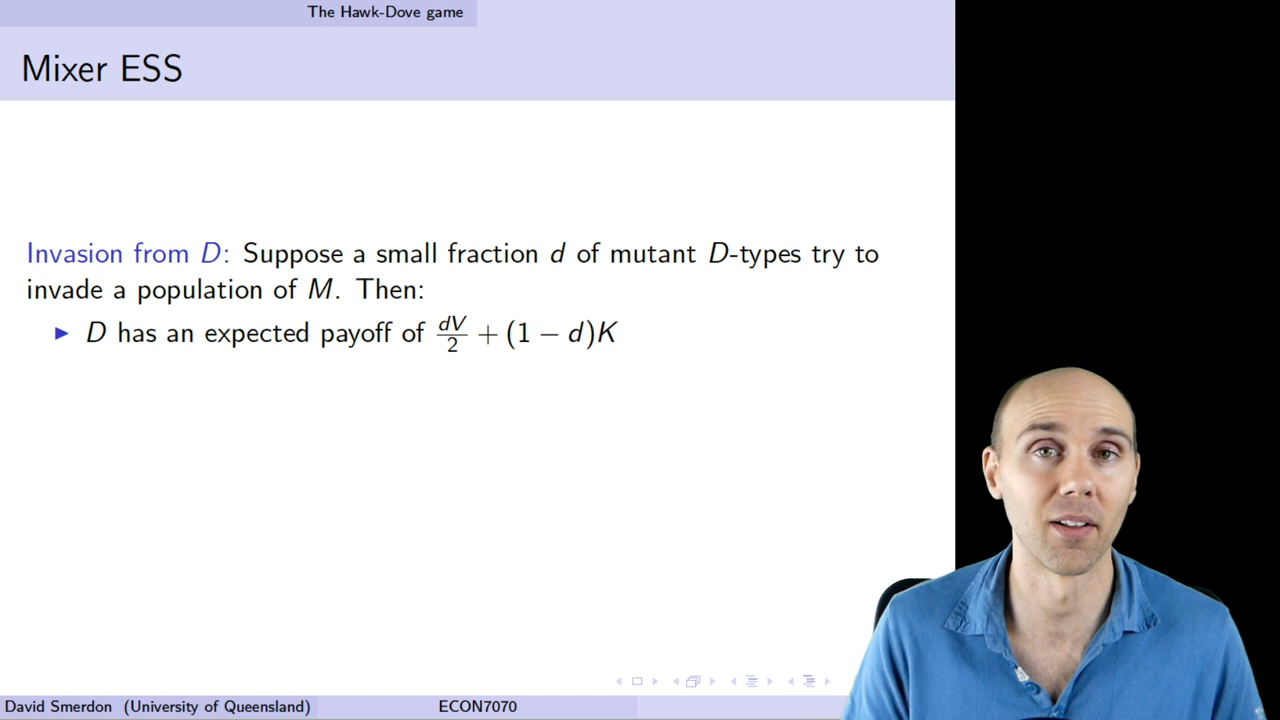 The Hawk-Dove game
Mixer ESS
Invasion from D: Suppose a small fraction d of mutant D-types try to
invade a population of M. Then:
▶ D has an expected payoff of dV/2 + (1 − d)K
David Smerdon (University of Queensland)
ECON7070